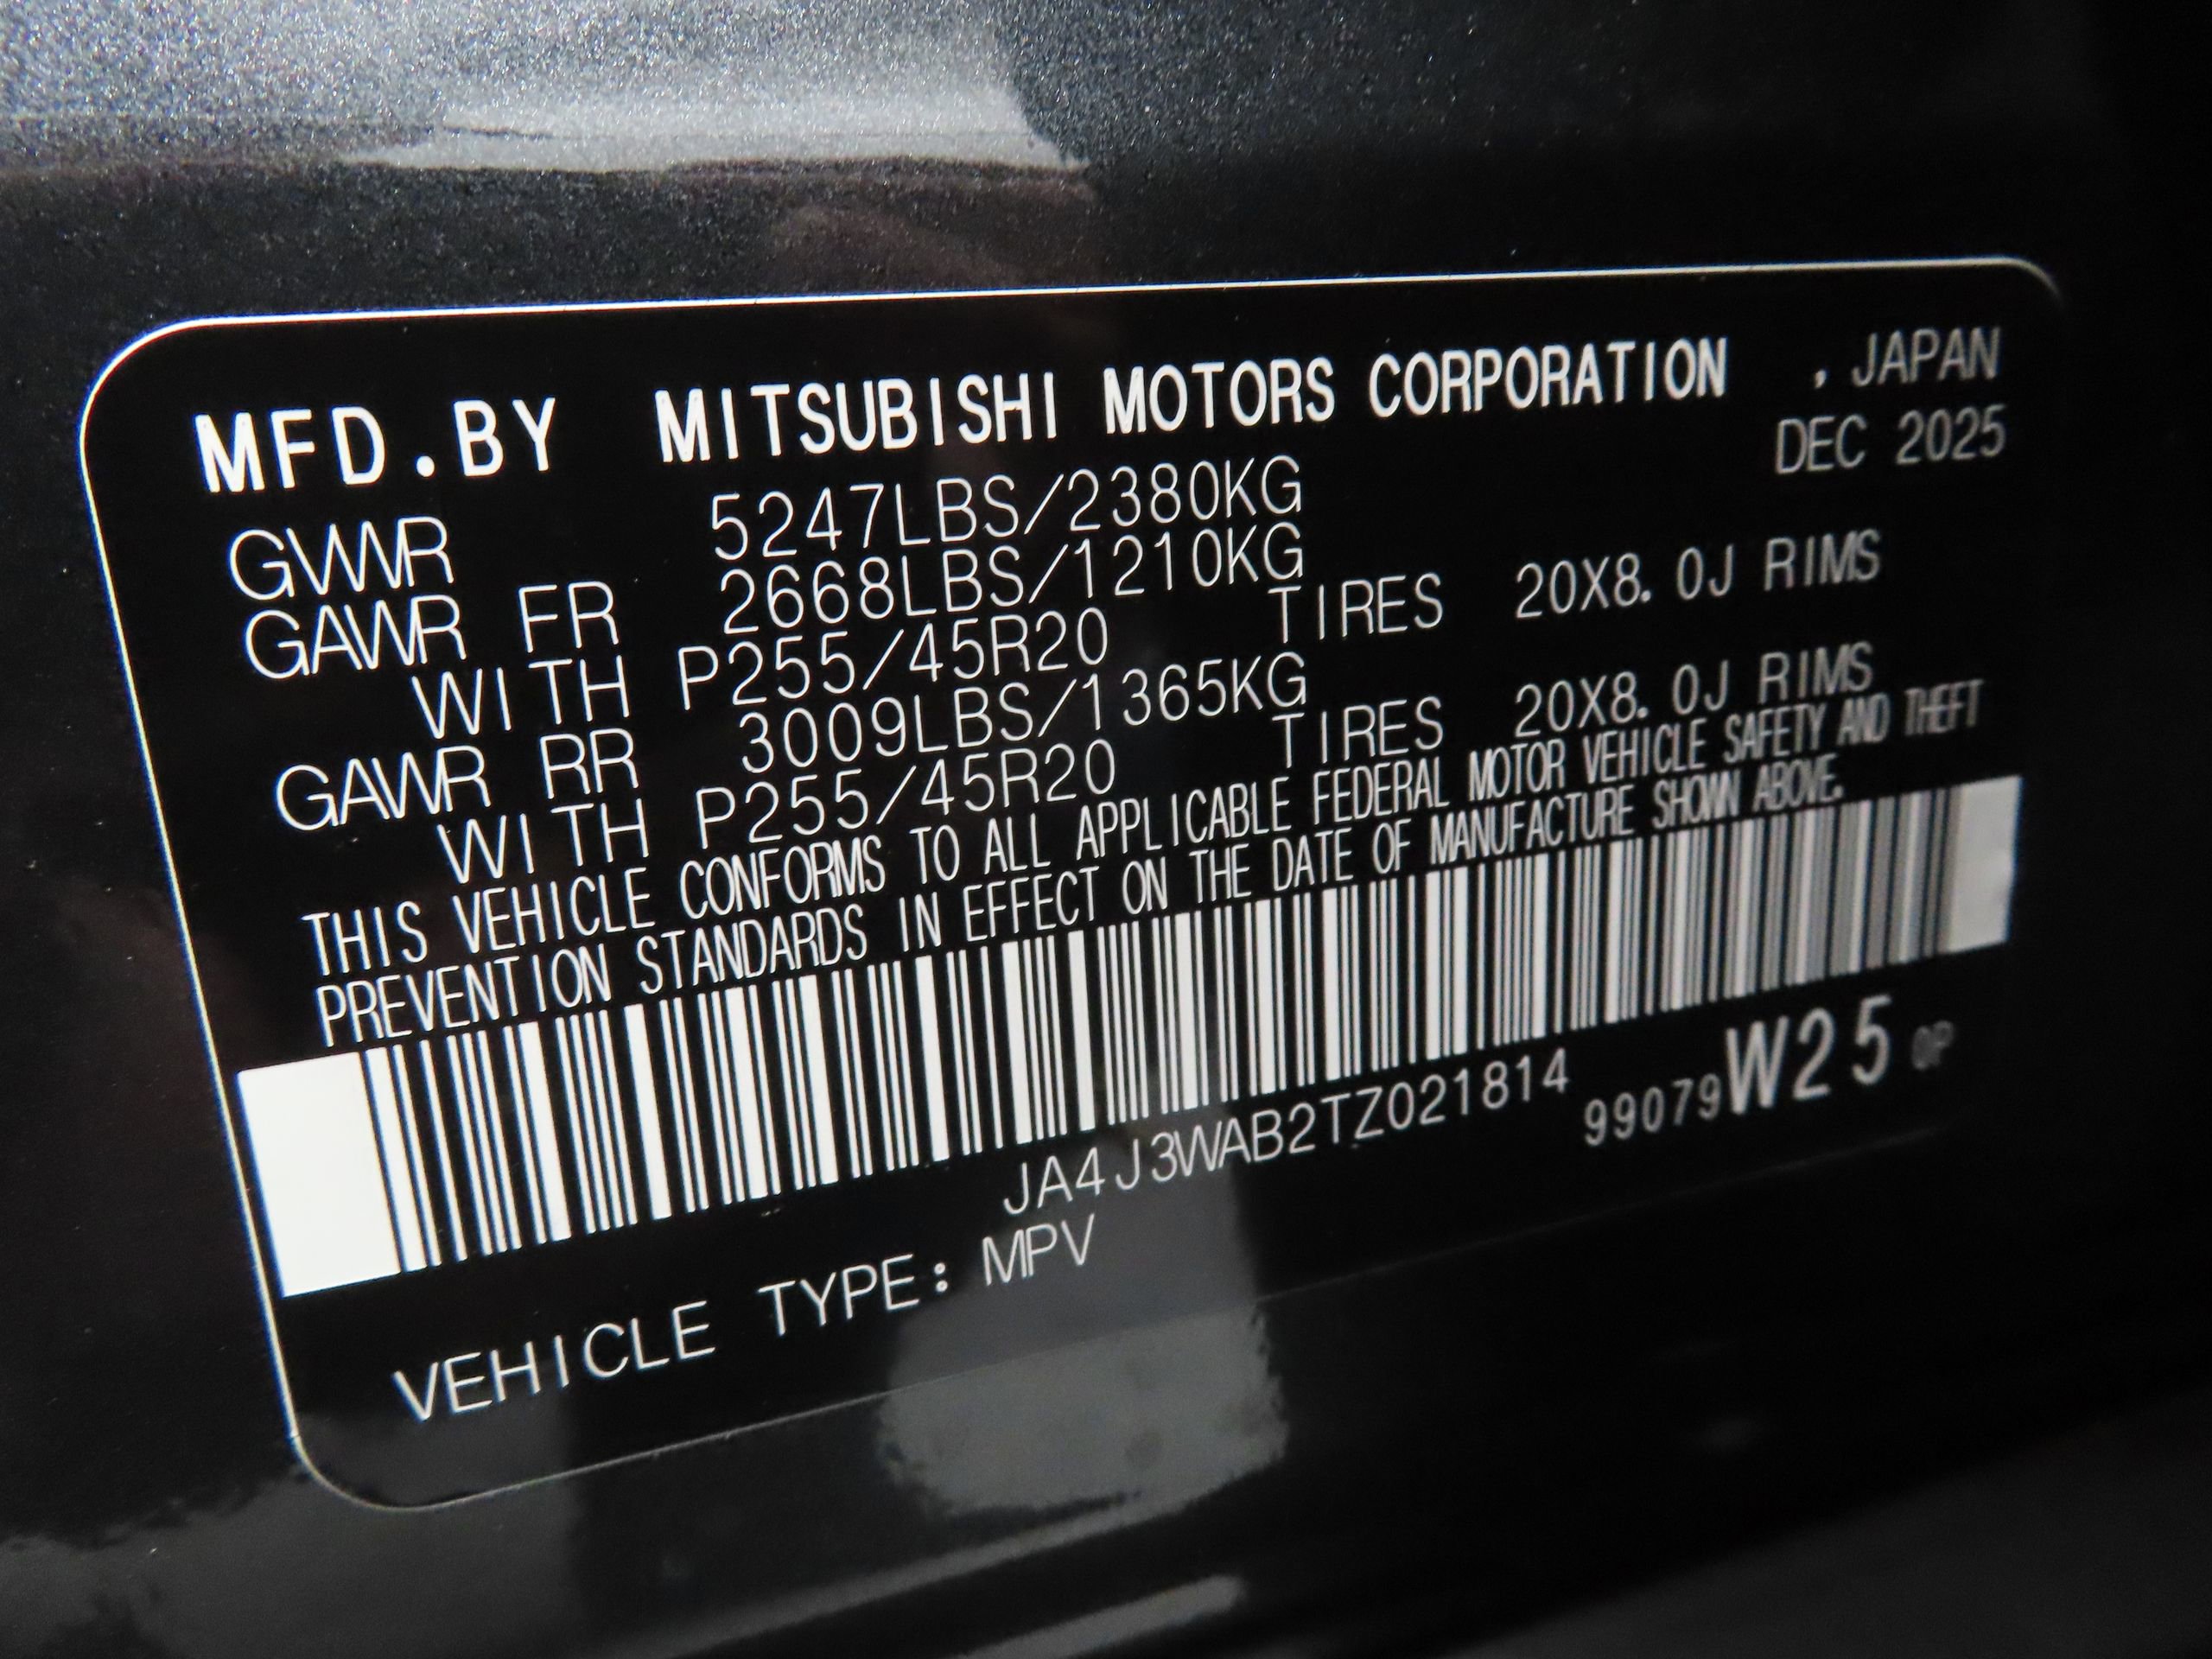 MFD.BY MITSUBISHI MOTORS CORPORATION , JAPAN
DEC 2025
GVWR 5247LBS/2380KG
GAWR FR 2668LBS/1210KG
WITH P255/45R20 TIRES 20X8.0J RIMS
GAWR RR 3009LBS/1365KG
WITH P255/45R20 TIRES 20X8.0J RIMS
THIS VEHICLE CONFORMS TO ALL APPLICABLE FEDERAL MOTOR VEHICLE SAFETY AND THEFT
PREVENTION STANDARDS IN EFFECT ON THE DATE OF MANUFACTURE SHOWN ABOVE.
JA4J3WAB2TZ021814 99079W25 0P
VEHICLE TYPE: MPV